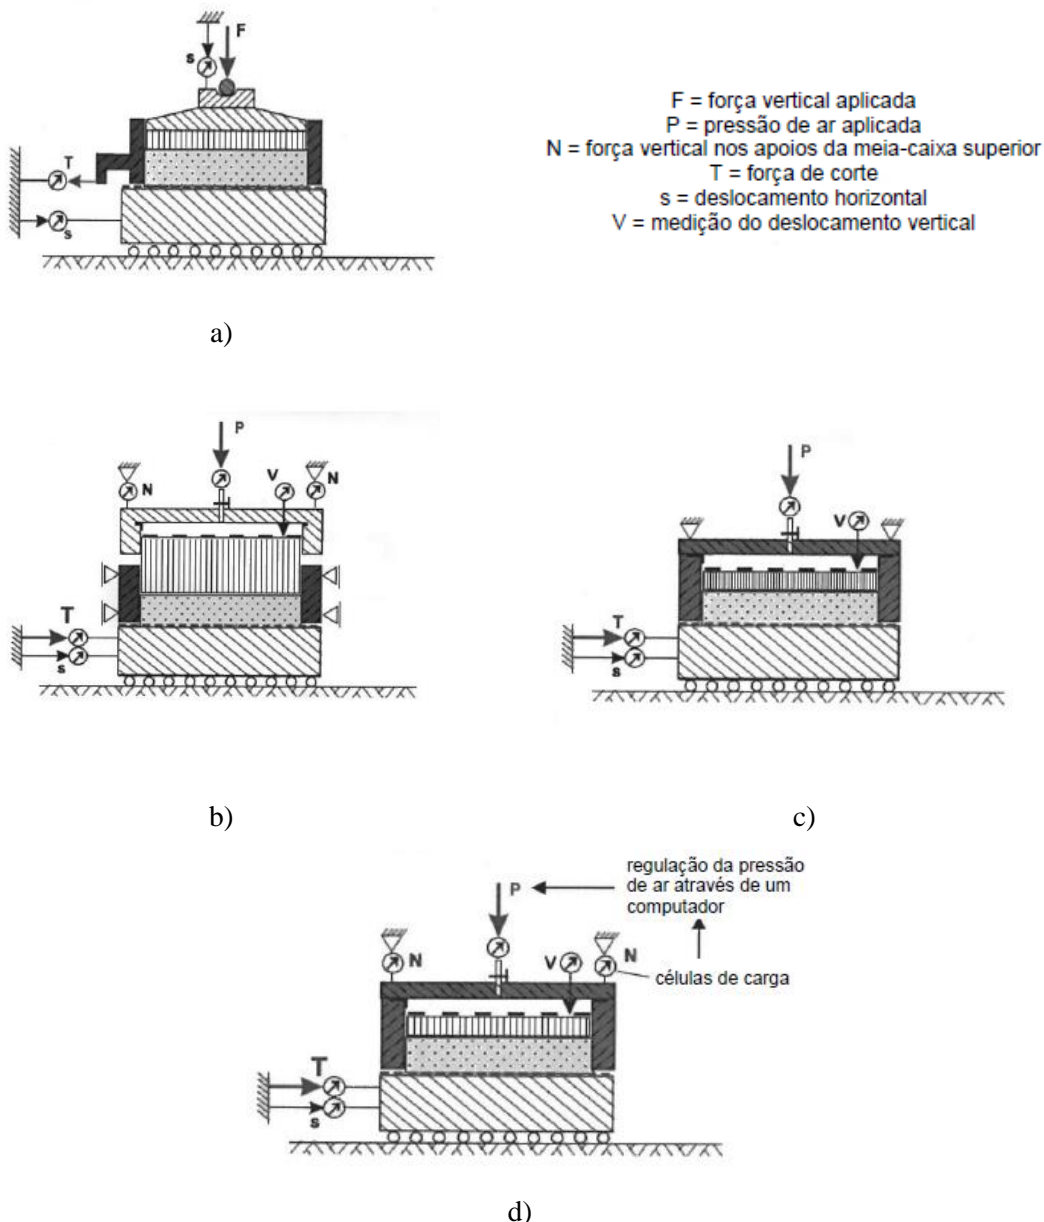 F
s
F = força vertical aplicada
P = pressão de ar aplicada
N = força vertical nos apoios da meia-caixa superior
T = força de corte
s = deslocamento horizontal
V = medição do deslocamento vertical
T
s
a)
P
N
V
N
T
s
b)
P
V
T
s
c)
regulação da pressão
de ar através de um
computador
P
N
V
N
células de carga
T
s
d)